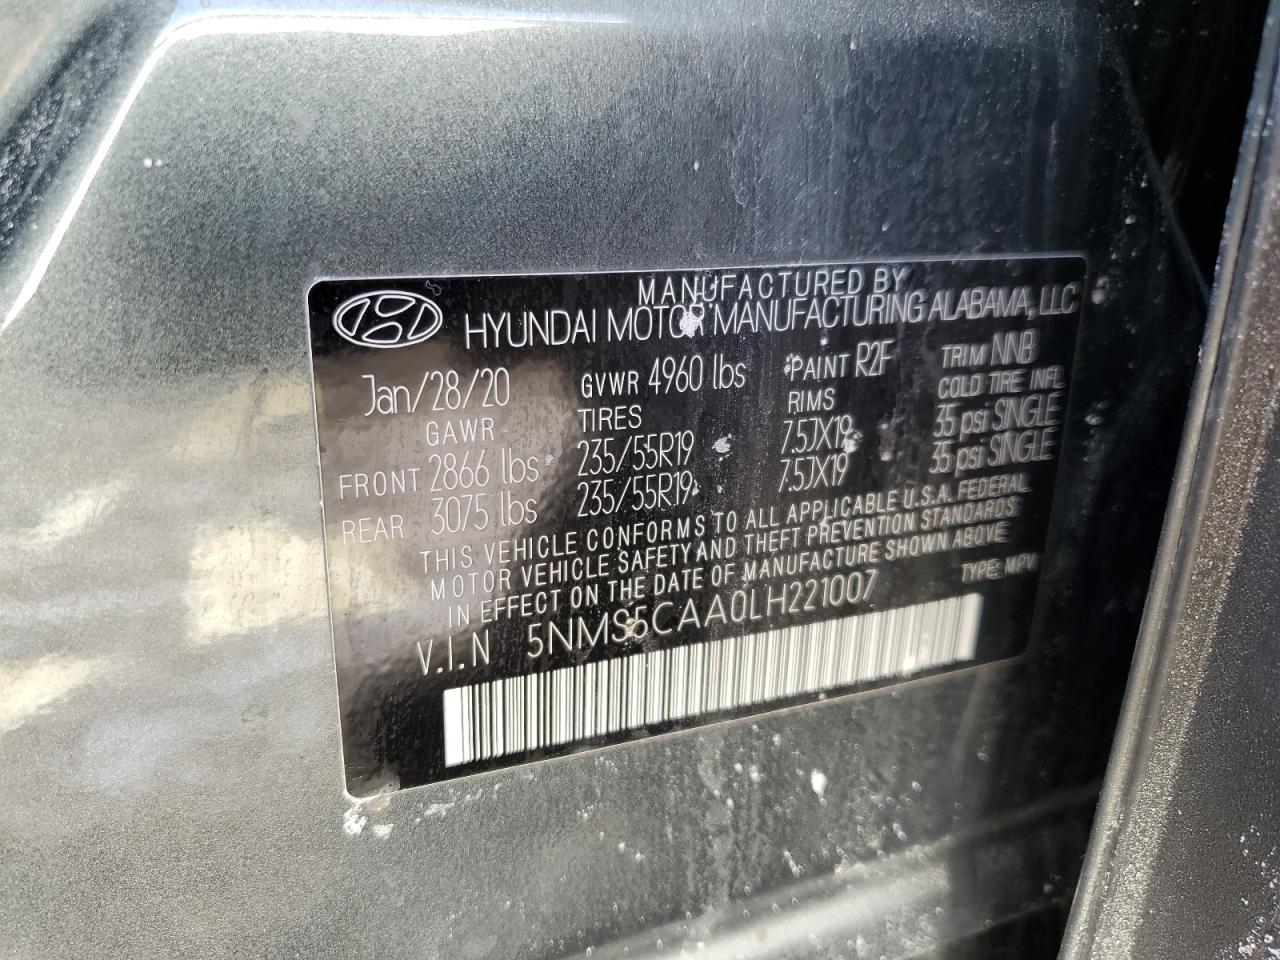 MANUFACTURED BY
HYUNDAI MOTOR MANUFACTURING ALABAMA, LLC
Jan/28/20 GVWR 4960 lbs PAINT R2F TRIM NNB
GAWR TIRES RIMS COLD TIRE INFL
FRONT 2866 lbs 235/55R19 7.5JX19 35 psi SINGLE
REAR 3075 lbs 235/55R19 7.5JX19 35 psi SINGLE
THIS VEHICLE CONFORMS TO ALL APPLICABLE U.S.A. FEDERAL
MOTOR VEHICLE SAFETY AND THEFT PREVENTION STANDARDS
IN EFFECT ON THE DATE OF MANUFACTURE SHOWN ABOVE
V.I.N 5NMS5CAA0LH221007 TYPE: MPV